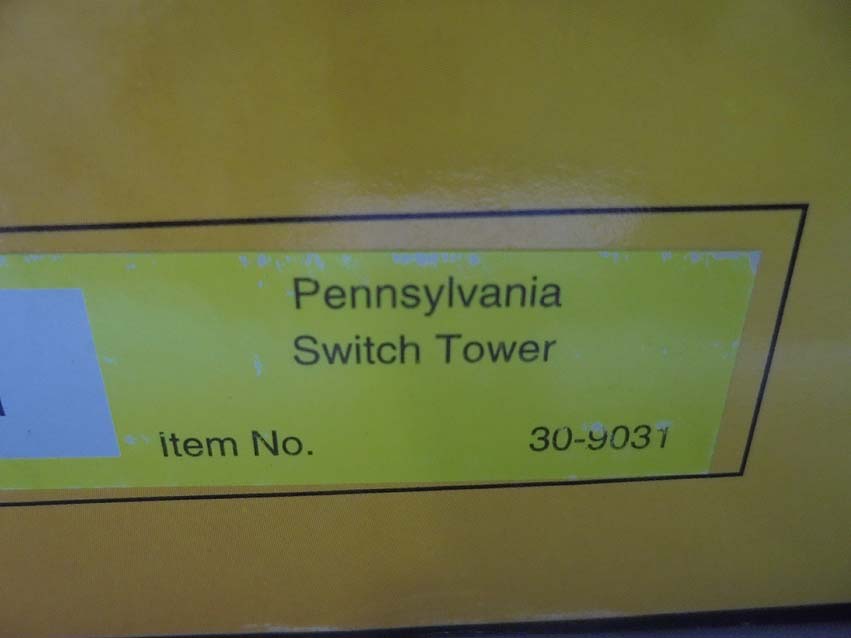 Pennsylvania
Switch Tower
item No. 30-9031